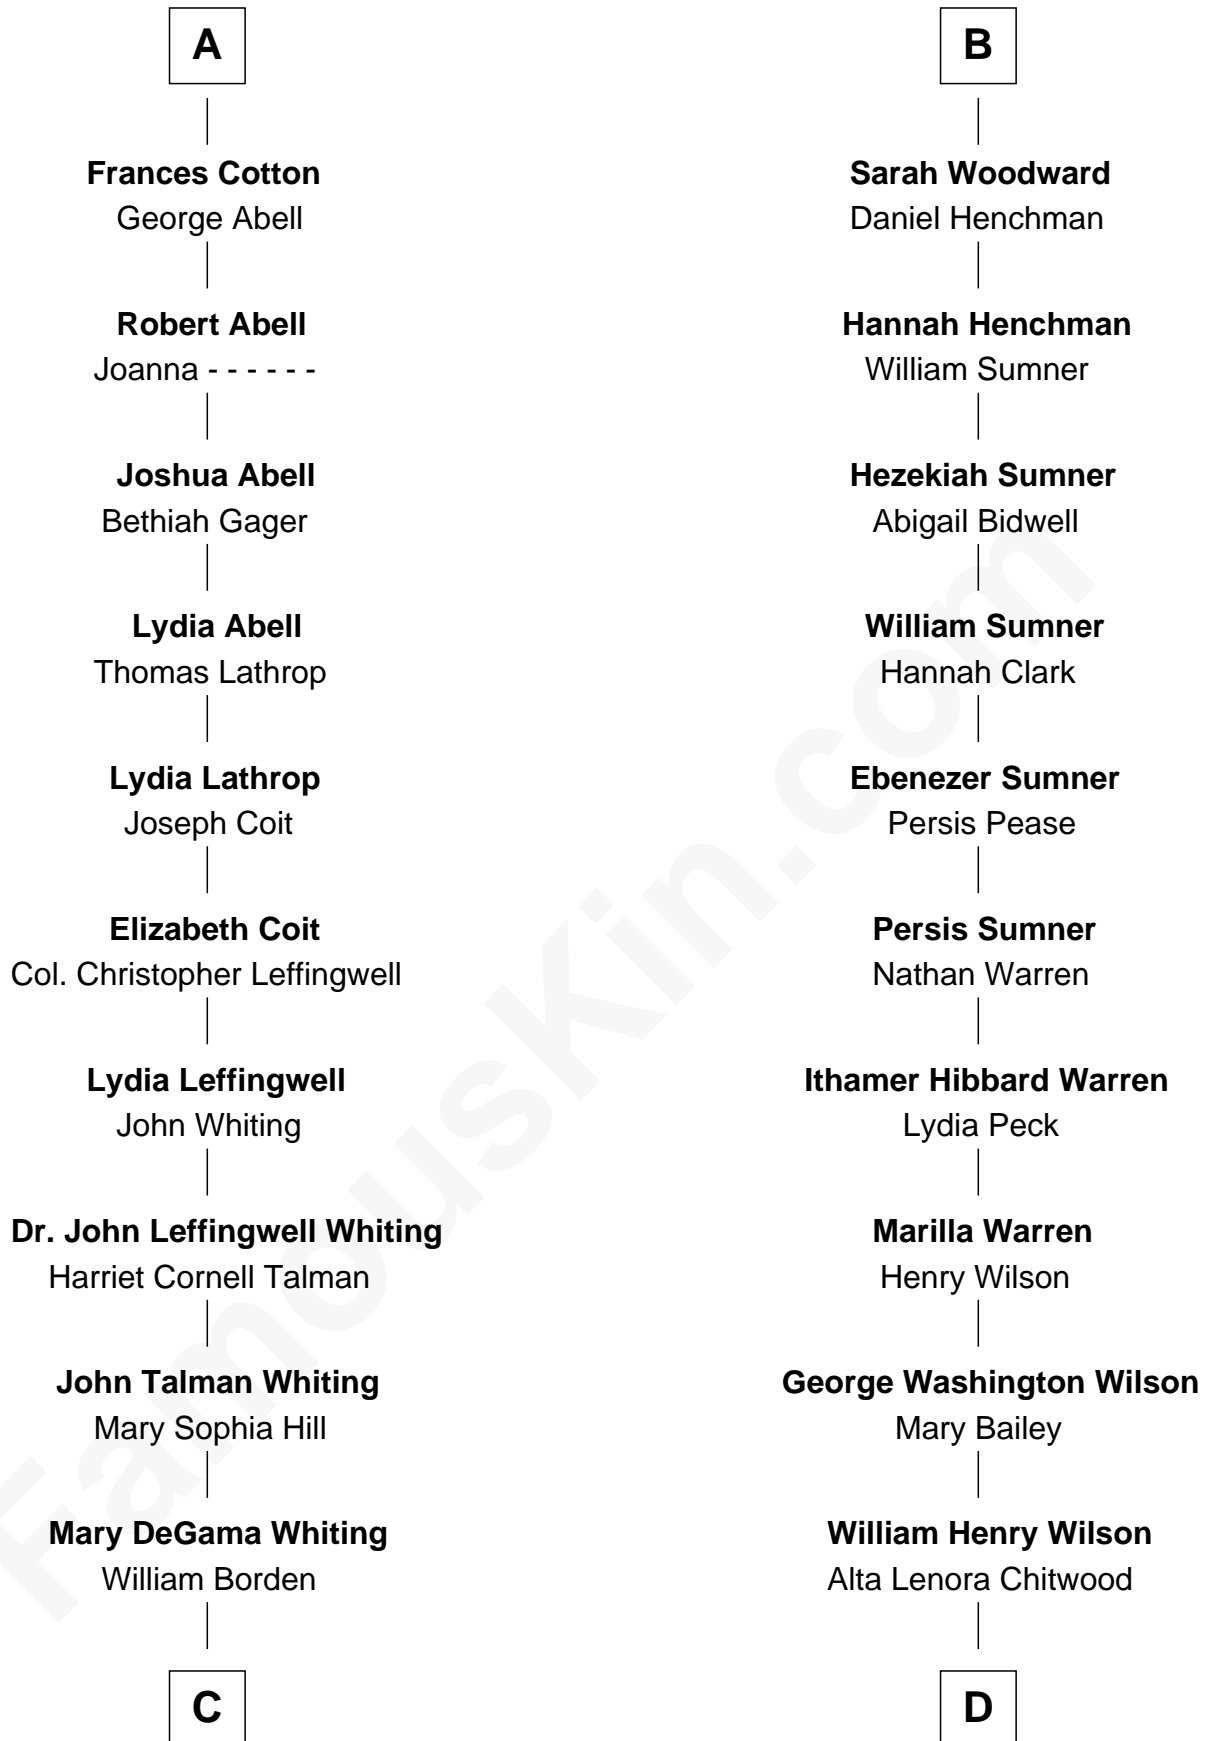 A
Frances Cotton
George Abell
Robert Abell
Joanna - - - - - -
Joshua Abell
Bethiah Gager
Lydia Abell
Thomas Lathrop
Lydia Lathrop
Joseph Coit
Elizabeth Coit
Col. Christopher Leffingwell
Lydia Leffingwell
John Whiting
Dr. John Leffingwell Whiting
Harriet Cornell Talman
John Talman Whiting
Mary Sophia Hill
Mary DeGama Whiting
William Borden
C
B
Sarah Woodward
Daniel Henchman
Hannah Henchman
William Sumner
Hezekiah Sumner
Abigail Bidwell
William Sumner
Hannah Clark
Ebenezer Sumner
Persis Pease
Persis Sumner
Nathan Warren
Ithamer Hibbard Warren
Lydia Peck
Marilla Warren
Henry Wilson
George Washington Wilson
Mary Bailey
William Henry Wilson
Alta Lenora Chitwood
D
FamousKin.com